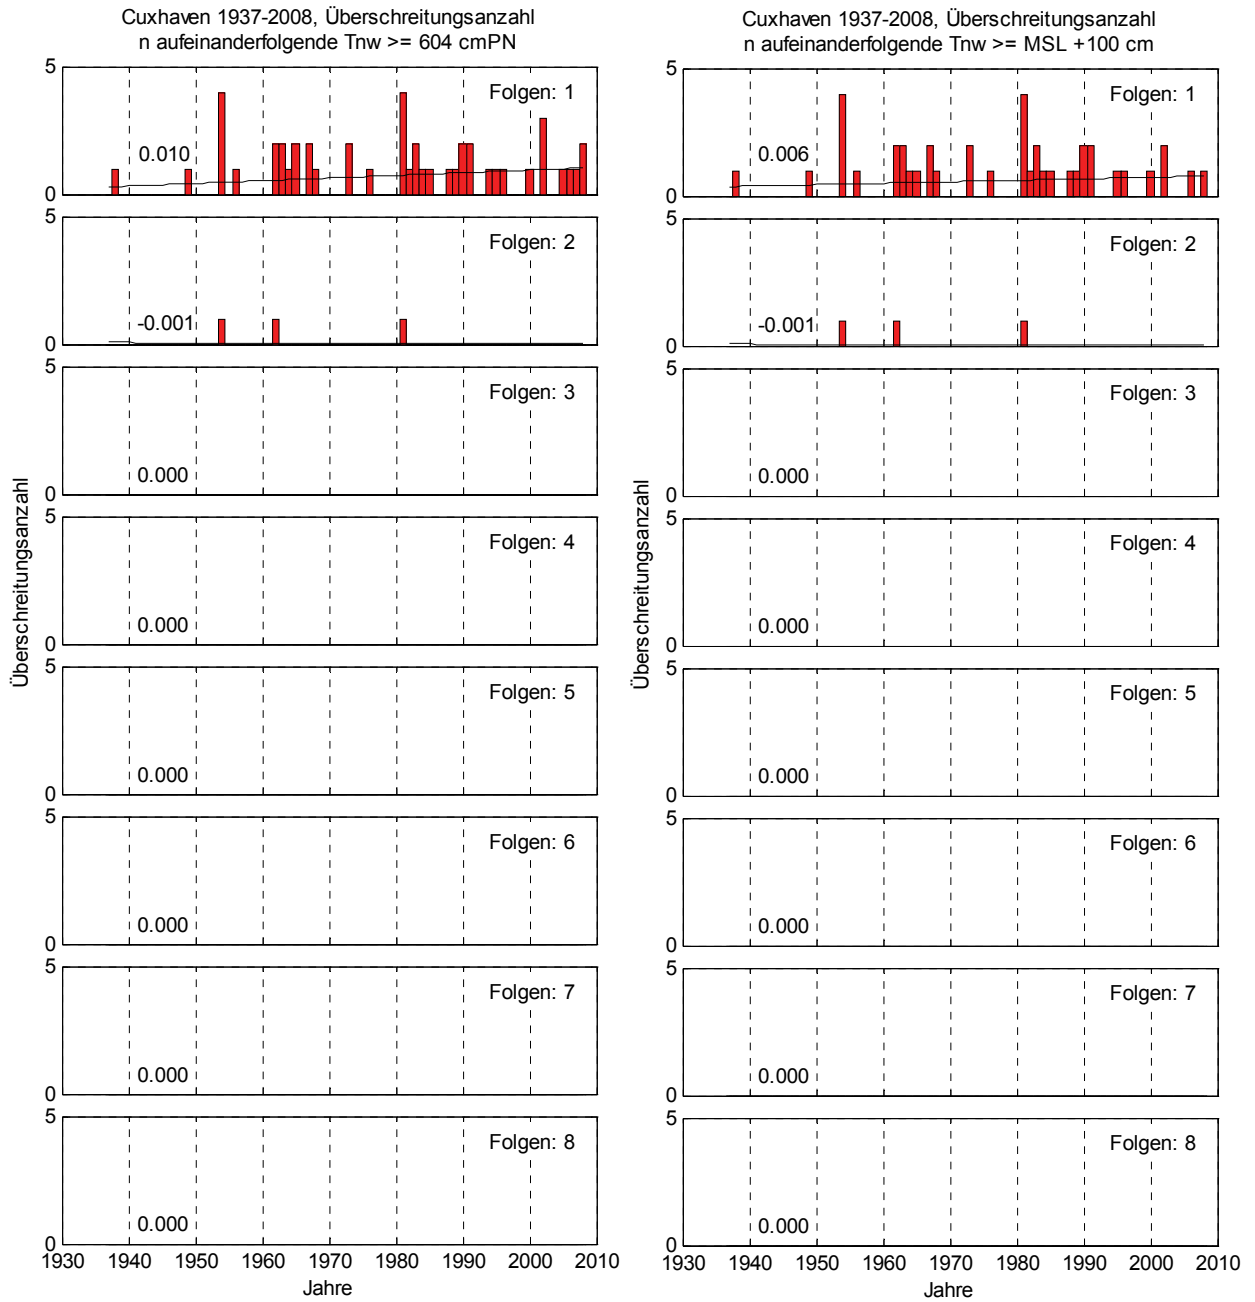 Cuxhaven 1937-2008, Überschreitungsanzahl
n aufeinanderfolgende Tnw >= 604 cmPN
5
Folgen: 1
0.010
0
5
Folgen: 2
-0.001
0
5
Folgen: 3
0.000
0
5
Folgen: 4
0.000
0
5
Folgen: 5
0.000
0
5
Folgen: 6
0.000
0
5
Folgen: 7
0.000
0
5
Folgen: 8
0.000
0
1930 1940 1950 1960 1970 1980 1990 2000 2010
Jahre
Überschreitungsanzahl
Cuxhaven 1937-2008, Überschreitungsanzahl
n aufeinanderfolgende Tnw >= MSL +100 cm
5
Folgen: 1
0.006
0
5
Folgen: 2
-0.001
0
5
Folgen: 3
0.000
0
5
Folgen: 4
0.000
0
5
Folgen: 5
0.000
0
5
Folgen: 6
0.000
0
5
Folgen: 7
0.000
0
5
Folgen: 8
0.000
0
1930 1940 1950 1960 1970 1980 1990 2000 2010
Jahre
Überschreitungsanzahl